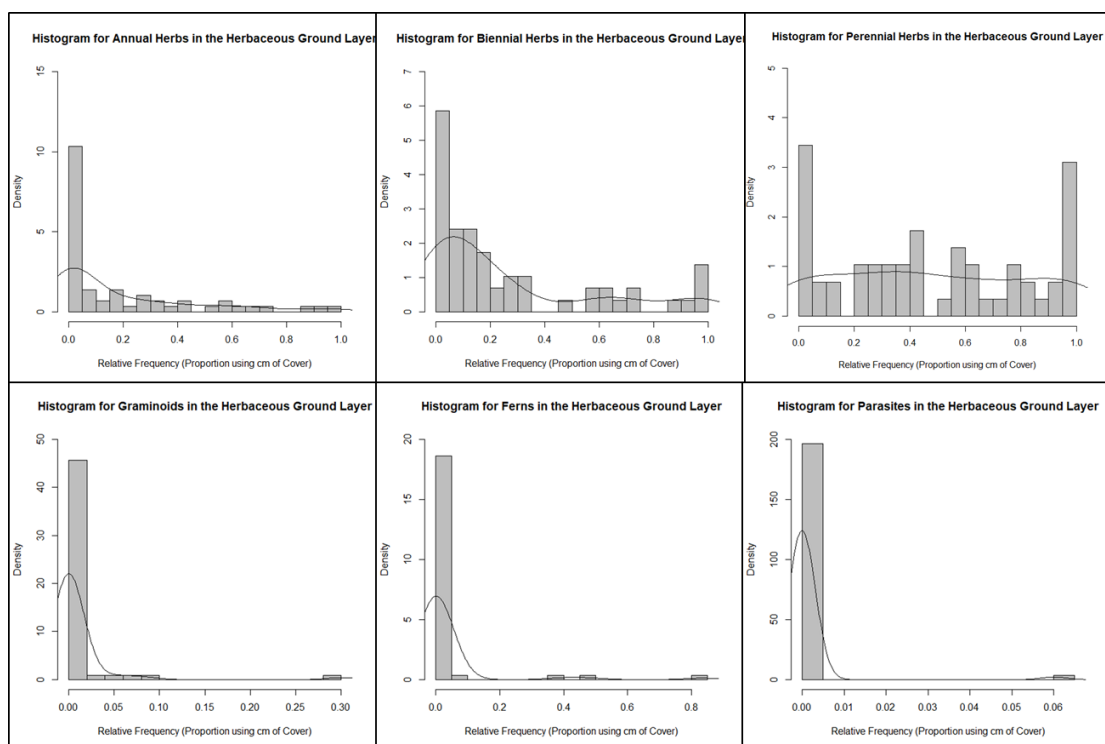 Histogram for Annual Herbs in the Herbaceous Ground Layer
15
10
5
0
Density
0.0 0.2 0.4 0.6 0.8 1.0
Relative Frequency (Proportion using cm of Cover)
Histogram for Biennial Herbs in the Herbaceous Ground Layer
7
6
5
4
3
2
1
0
Density
0.0 0.2 0.4 0.6 0.8 1.0
Relative Frequency (Proportion using cm of Cover)
Histogram for Perennial Herbs in the Herbaceous Ground Layer
5
4
3
2
1
0
Density
0.0 0.2 0.4 0.6 0.8 1.0
Relative Frequency (Proportion using cm of Cover)
Histogram for Graminoids in the Herbaceous Ground Layer
50
40
30
20
10
0
Density
0.00 0.05 0.10 0.15 0.20 0.25 0.30
Relative Frequency (Proportion using cm of Cover)
Histogram for Ferns in the Herbaceous Ground Layer
20
15
10
5
0
Density
0.0 0.2 0.4 0.6 0.8
Relative Frequency (Proportion using cm of Cover)
Histogram for Parasites in the Herbaceous Ground Layer
200
150
100
50
0
Density
0.00 0.01 0.02 0.03 0.04 0.05 0.06
Relative Frequency (Proportion using cm of Cover)